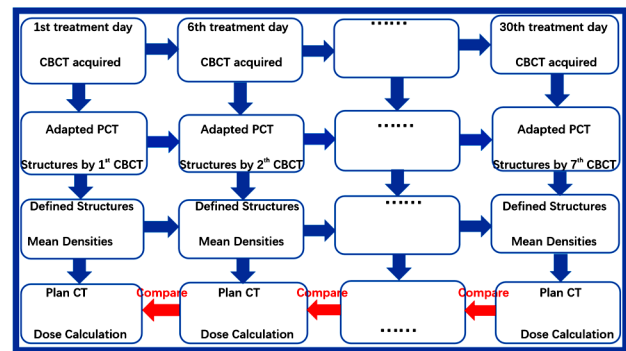 1st treatment day
CBCT acquired
6th treatment day
CBCT acquired
······
30th treatment day
CBCT acquired
Adapted PCT
Structures by 1st CBCT
Adapted PCT
Structures by 2th CBCT
······
Adapted PCT
Structures by 7th CBCT
Defined Structures
Mean Densities
Defined Structures
Mean Densities
······
Defined Structures
Mean Densities
Plan CT
Dose Calculation
Compare
Plan CT
Dose Calculation
Compare
······
Compare
Plan CT
Dose Calculation